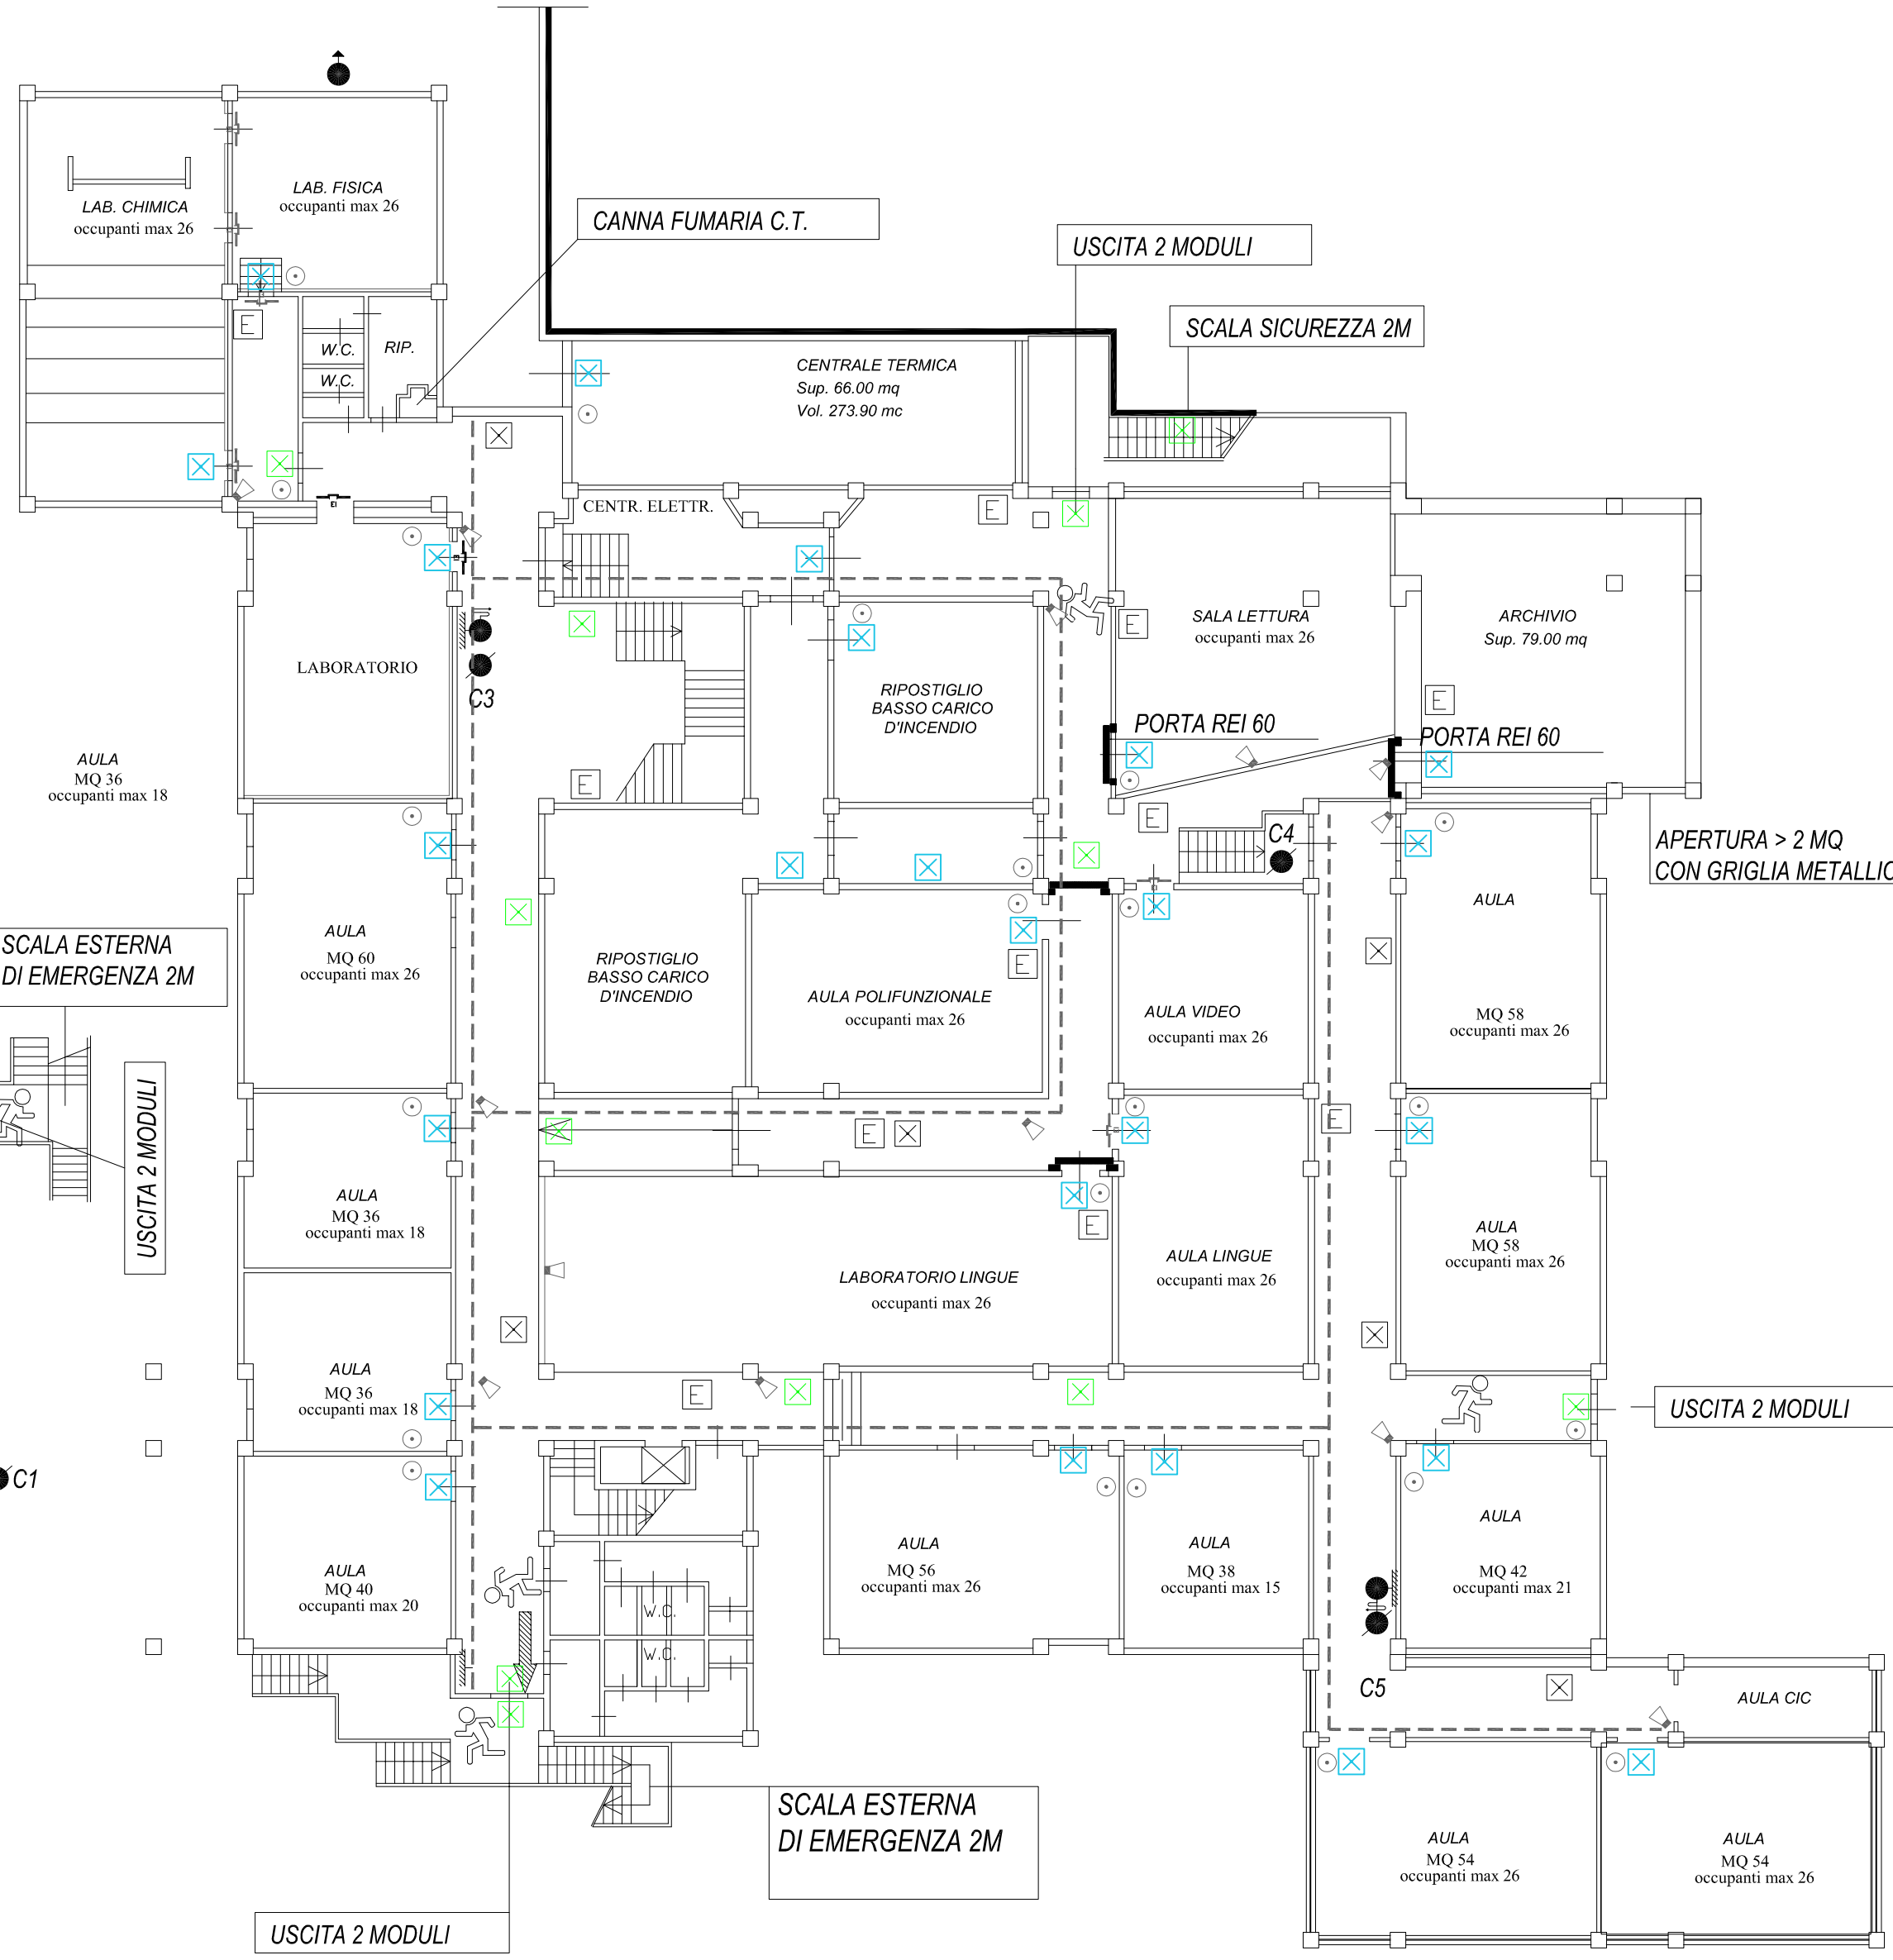 LAB. CHIMICA
occupanti max 26
LAB. FISICA
occupanti max 26
CANNA FUMARIA C.T.
USCITA 2 MODULI
SCALA SICUREZZA 2M
E
W.C.
W.C.
RIP.
CENTRALE TERMICA
Sup. 66.00 mq
Vol. 273.90 mc
CENTR. ELETTR.
E
LABORATORIO
C3
E
RIPOSTIGLIO
BASSO CARICO
D'INCENDIO
E
SALA LETTURA
occupanti max 26
ARCHIVIO
Sup. 79.00 mq
E
PORTA REI 60
PORTA REI 60
AULA
MQ 36
occupanti max 18
E
C4
APERTURA > 2 MQ
CON GRIGLIA METALLIC
SCALA ESTERNA
DI EMERGENZA 2M
USCITA 2 MODULI
AULA
MQ 60
occupanti max 26
RIPOSTIGLIO
BASSO CARICO
D'INCENDIO
AULA POLIFUNZIONALE
occupanti max 26
E
AULA VIDEO
occupanti max 26
AULA
MQ 58
occupanti max 26
E
E
AULA
MQ 36
occupanti max 18
E
LABORATORIO LINGUE
occupanti max 26
AULA LINGUE
occupanti max 26
AULA
MQ 58
occupanti max 26
AULA
MQ 36
occupanti max 18
E
USCITA 2 MODULI
C1
AULA
MQ 40
occupanti max 20
W.C.
W.C.
AULA
MQ 56
occupanti max 26
AULA
MQ 38
occupanti max 15
AULA
MQ 42
occupanti max 21
C5
AULA CIC
SCALA ESTERNA
DI EMERGENZA 2M
AULA
MQ 54
occupanti max 26
AULA
MQ 54
occupanti max 26
USCITA 2 MODULI